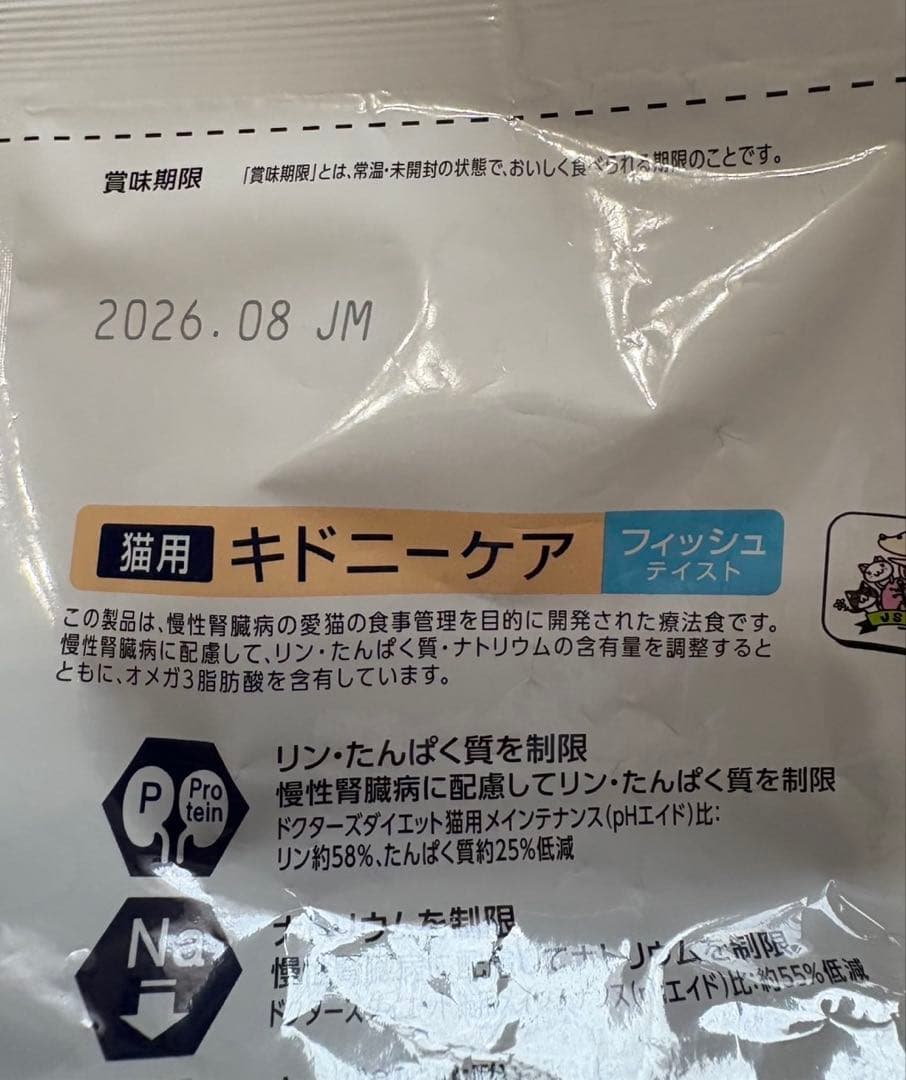 賞味期限 「賞味期限」とは、常温・未開封の状態で、おいしく食べられる期限のことです。
2026.08 JM
猫用 キドニーケア フィッシュ
テイスト
この製品は、慢性腎臓病の愛猫の食事管理を目的に開発された療法食です。
慢性腎臓病に配慮して、リン・たんぱく質・ナトリウムの含有量を調整すると
ともに、オメガ3脂肪酸を含有しています。
JS
P Pro
tein
リン・たんぱく質を制限
慢性腎臓病に配慮してリン・たんぱく質を制限
ドクターズダイエット猫用メインテナンス(pHエイド)比:
リン約58%、たんぱく質約25%低減
Na
ナトリウムを制限
してナトリウムを制限
ドクターズ エイド)比:約55%低減